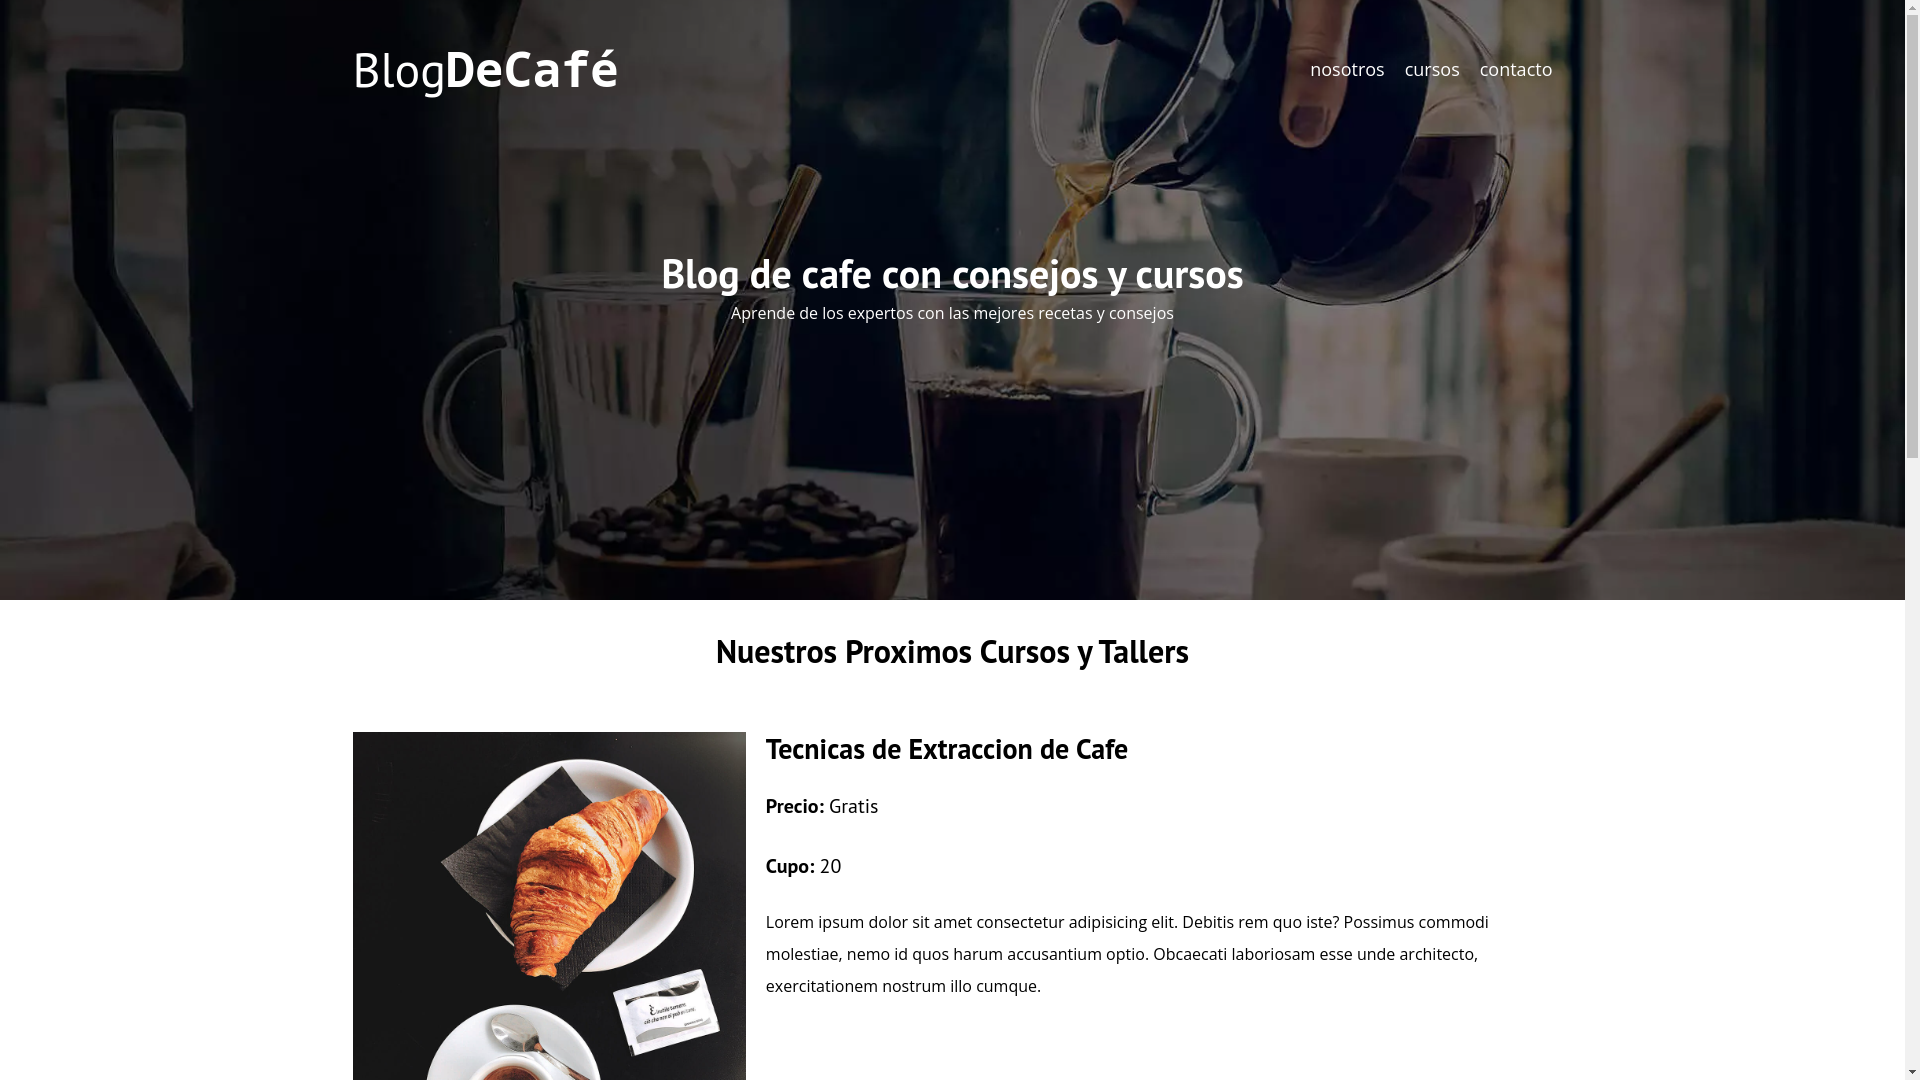 BlogDeCafé
nosotros cursos contacto
Blog de cafe con consejos y cursos
Aprende de los expertos con las mejores recetas y consejos
Nuestros Proximos Cursos y Tallers
Tecnicas de Extraccion de Cafe
Precio: Gratis
Cupo: 20
Lorem ipsum dolor sit amet consectetur adipisicing elit. Debitis rem quo iste? Possimus commodi
molestiae, nemo id quos harum accusantium optio. Obcaecati laboriosam esse unde architecto,
exercitationem nostrum illo cumque.